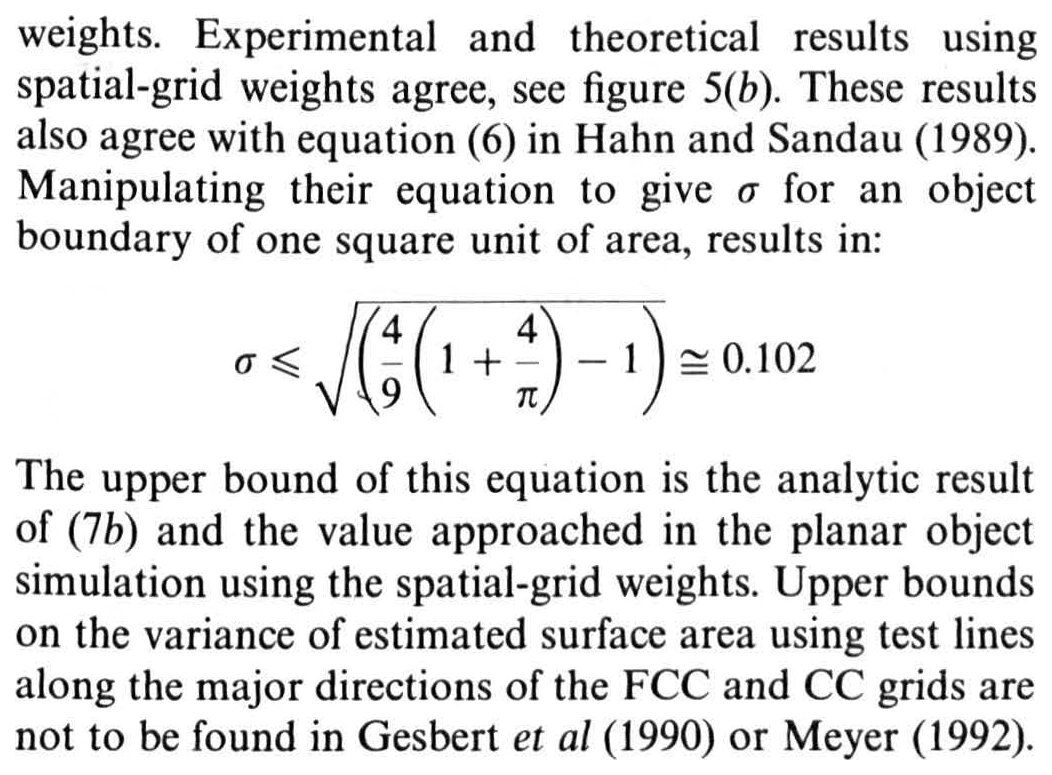 weights. Experimental and theoretical results using
spatial-grid weights agree, see figure 5(b). These results
also agree with equation (6) in Hahn and Sandau (1989).
Manipulating their equation to give σ for an object
boundary of one square unit of area, results in:
σ ⩽ √((4/9)(1 + 4/π) − 1) ≅ 0.102
The upper bound of this equation is the analytic result
of (7b) and the value approached in the planar object
simulation using the spatial-grid weights. Upper bounds
on the variance of estimated surface area using test lines
along the major directions of the FCC and CC grids are
not to be found in Gesbert et al (1990) or Meyer (1992).